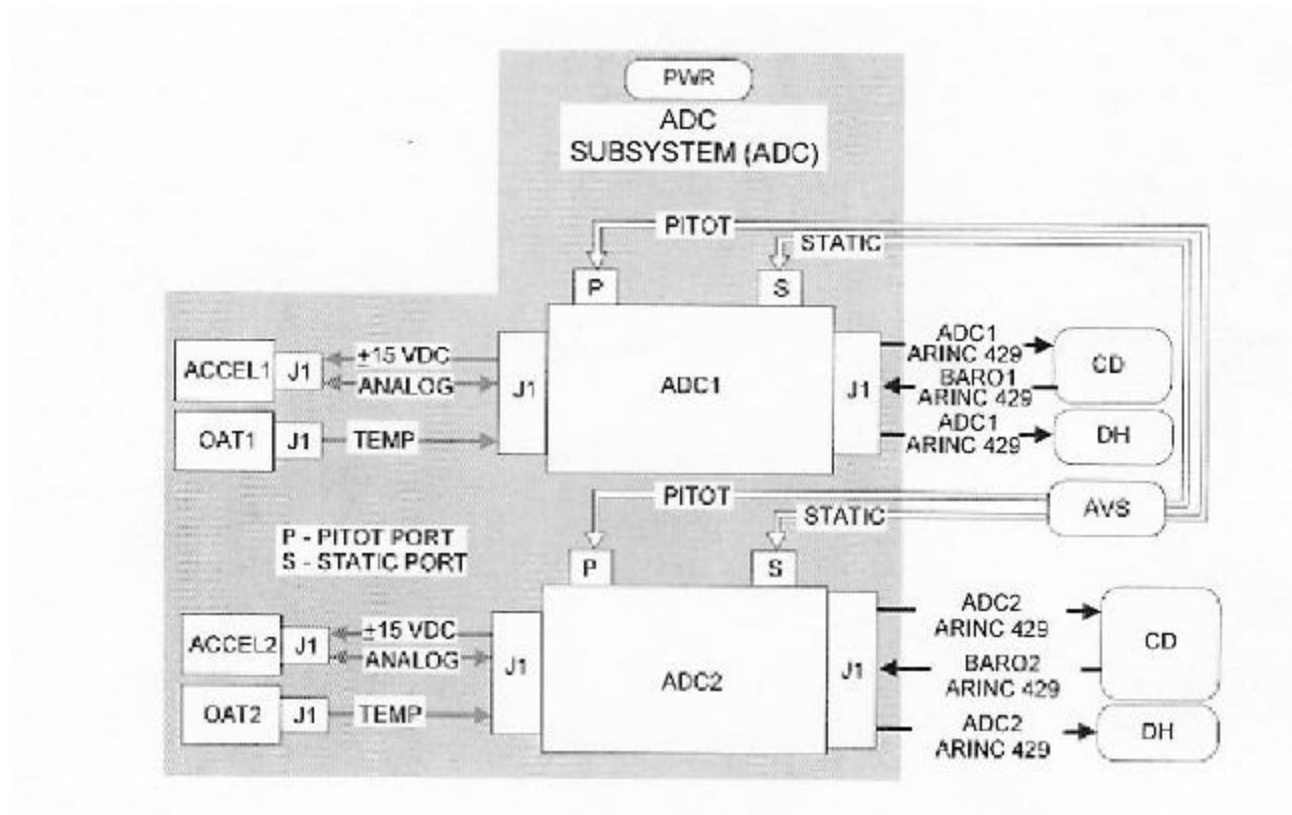 PWR
ADC
SUBSYSTEM (ADC)
PITOT
STATIC
P
S
ACCEL1
J1
±15 VDC
ANALOG
OAT1
J1
TEMP
J1
ADC1
J1
ADC1
ARINC 429
BARO1
ARINC 429
ADC1
ARINC 429
CD
DH
PITOT
STATIC
AVS
P - PITOT PORT
S - STATIC PORT
P
S
ACCEL2
J1
±15 VDC
ANALOG
OAT2
J1
TEMP
J1
ADC2
J1
ADC2
ARINC 429
BARO2
ARINC 429
ADC2
ARINC 429
CD
DH